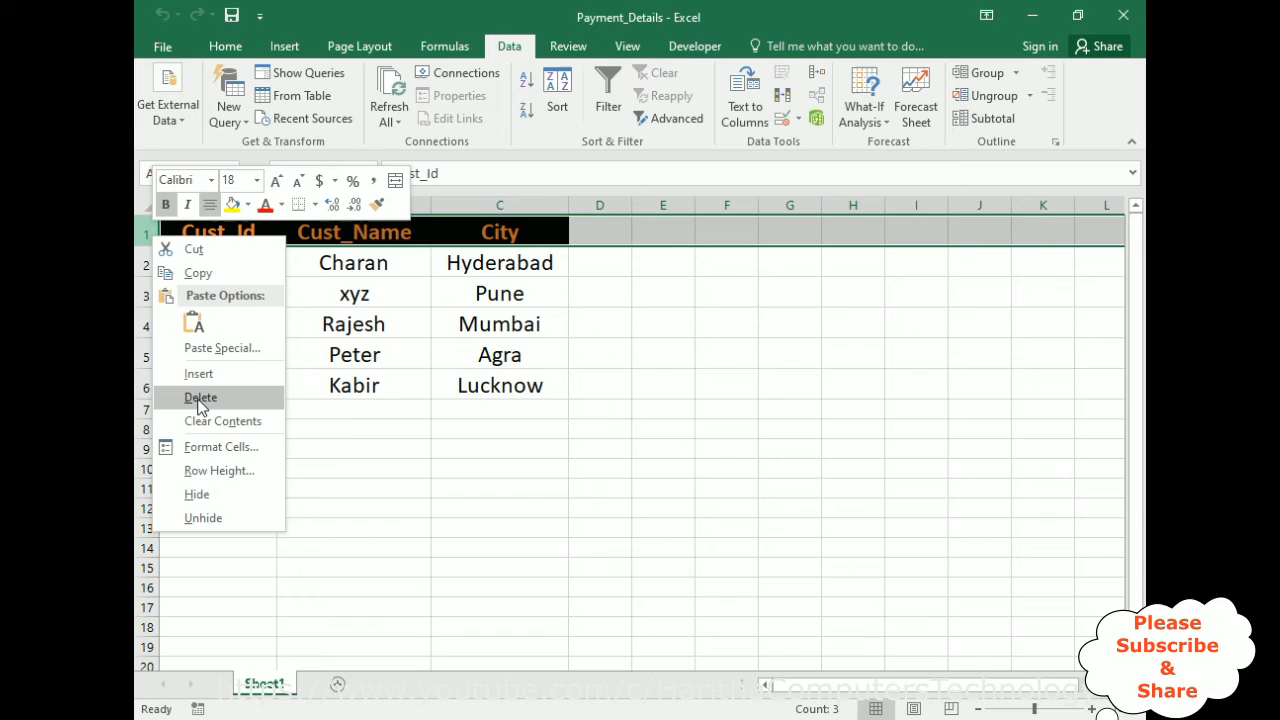 Payment_Details - Excel
File Home Insert Page Layout Formulas Data Review View Developer Tell me what you want to do... Sign in Share
Get External Data
New Query
Show Queries
From Table
Recent Sources
Get & Transform
Refresh All
Connections
Properties
Edit Links
Connections
Sort
Filter
Clear
Reapply
Advanced
Sort & Filter
Text to Columns
Data Tools
What-If Analysis
Forecast Sheet
Forecast
Group
Ungroup
Subtotal
Outline
Calibri 18 A A $ % ,
B I A .00 .0
st_Id
C D E F G H I J K L
1 Cust_Id Cust_Name City
2 Charan Hyderabad
3 xyz Pune
4 Rajesh Mumbai
5 Peter Agra
6 Kabir Lucknow
7
8
9
10
11
12
13
14
15
16
17
18
19
20
Cut
Copy
Paste Options:
Paste Special...
Insert
Delete
Clear Contents
Format Cells...
Row Height...
Hide
Unhide
Sheet1
Ready
Count: 3
Please
Subscribe
&
Share